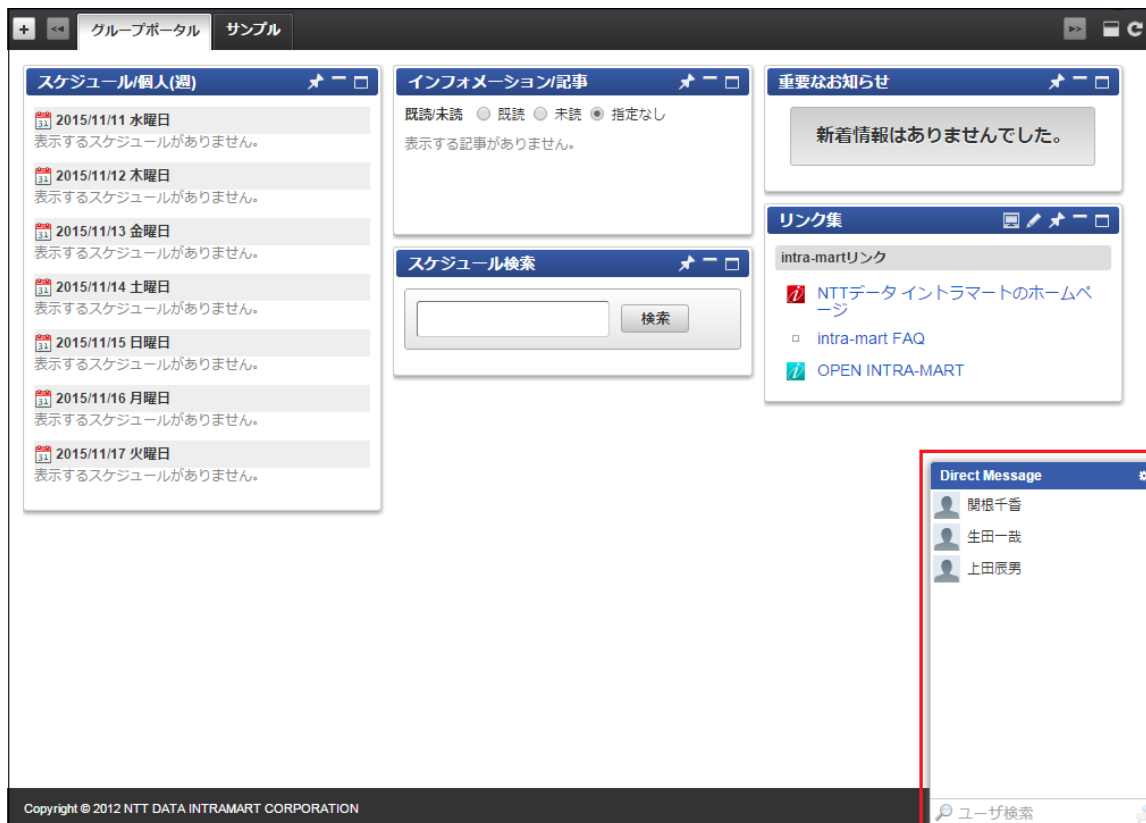 グループポータル サンプル
スケジュール/個人(週)
2015/11/11 水曜日
表示するスケジュールがありません。
2015/11/12 木曜日
表示するスケジュールがありません。
2015/11/13 金曜日
表示するスケジュールがありません。
2015/11/14 土曜日
表示するスケジュールがありません。
2015/11/15 日曜日
表示するスケジュールがありません。
2015/11/16 月曜日
表示するスケジュールがありません。
2015/11/17 火曜日
表示するスケジュールがありません。
インフォメーション/記事
既読/未読 既読 未読 指定なし
表示する記事がありません。
スケジュール検索
検索
重要なお知らせ
新着情報はありませんでした。
リンク集
intra-martリンク
NTTデータ イントラマートのホームペ
ージ
intra-mart FAQ
OPEN INTRA-MART
Direct Message
関根千香
生田一哉
上田辰男
ユーザ検索
Copyright © 2012 NTT DATA INTRAMART CORPORATION